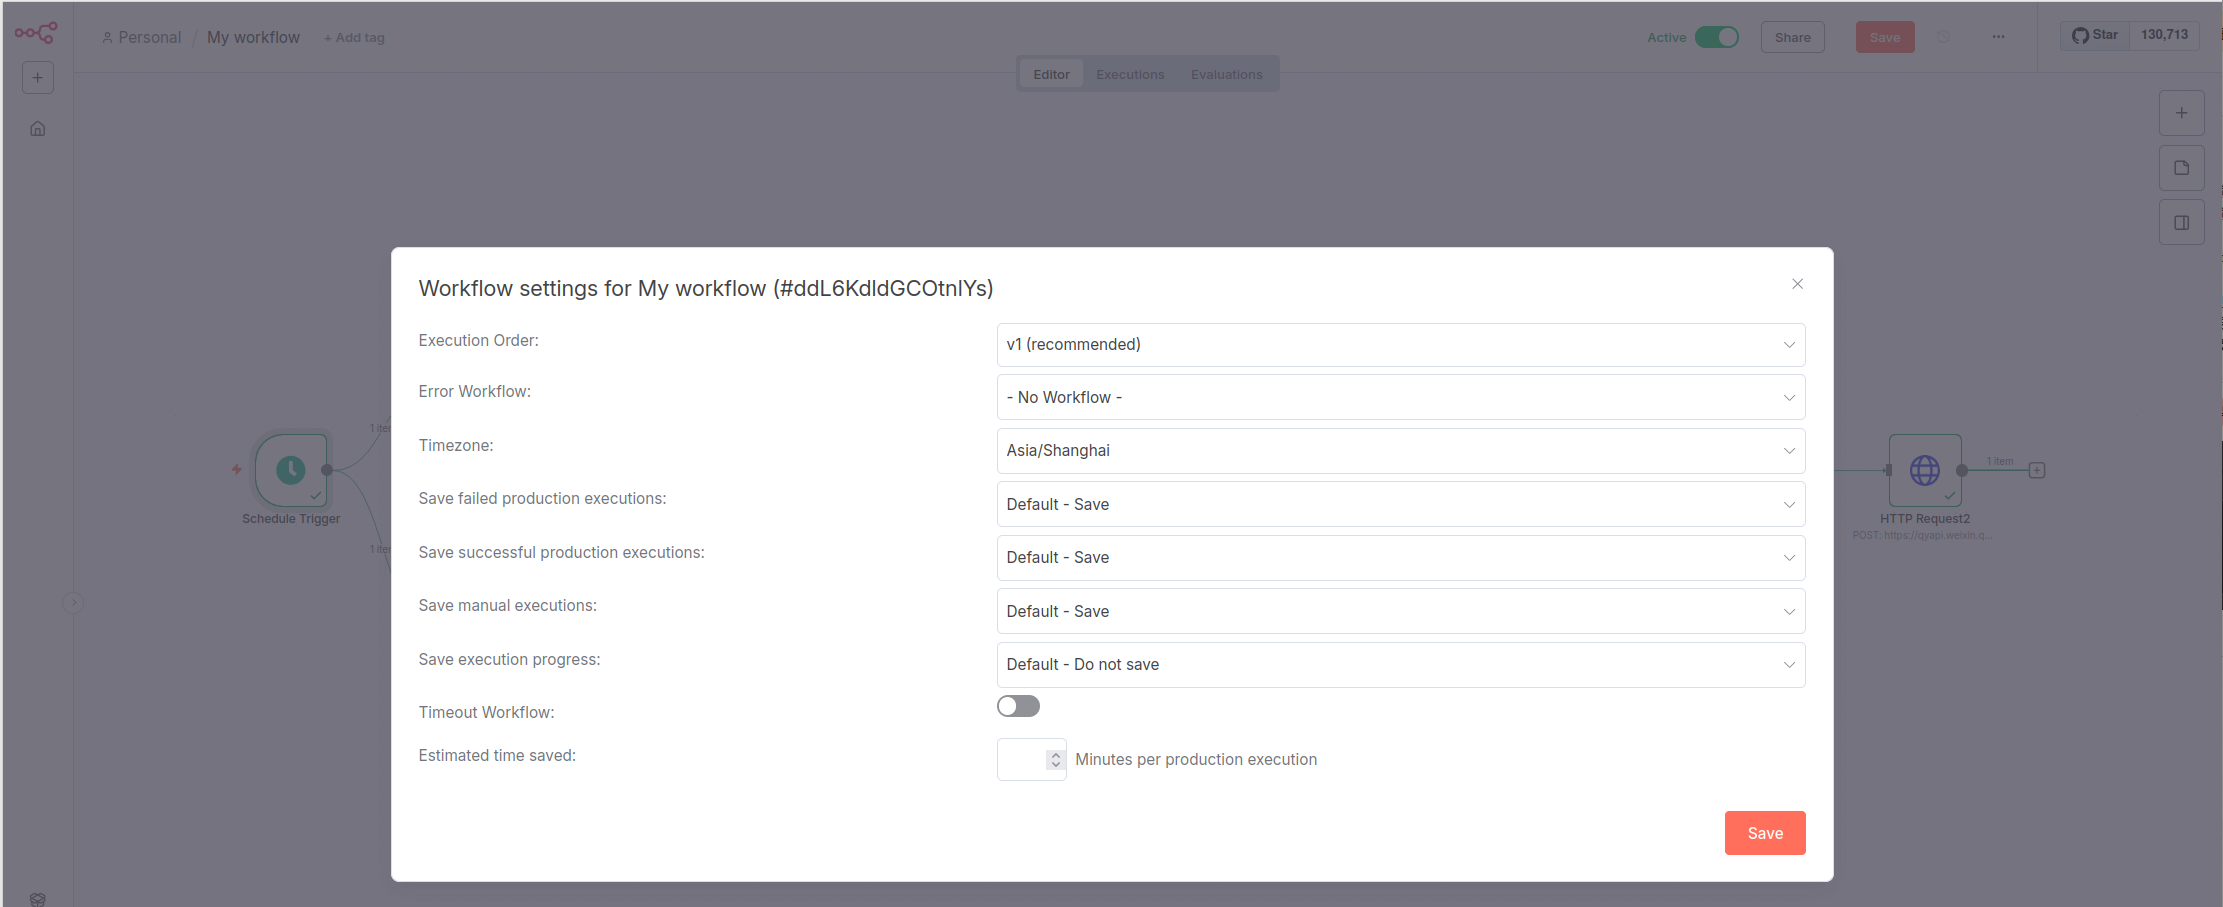 Personal / My workflow + Add tag
Active Share Save ... Star 130,713
Editor Executions Evaluations
Workflow settings for My workflow (#ddL6KdIdGCOtnIYs)
Execution Order: v1 (recommended)
Error Workflow: - No Workflow -
Timezone: Asia/Shanghai
Save failed production executions: Default - Save
Save successful production executions: Default - Save
Save manual executions: Default - Save
Save execution progress: Default - Do not save
Timeout Workflow:
Estimated time saved: Minutes per production execution
Save
1
1
Schedule Trigger
1 item
HTTP Request2
POST: https://qyapi.weixin.q...